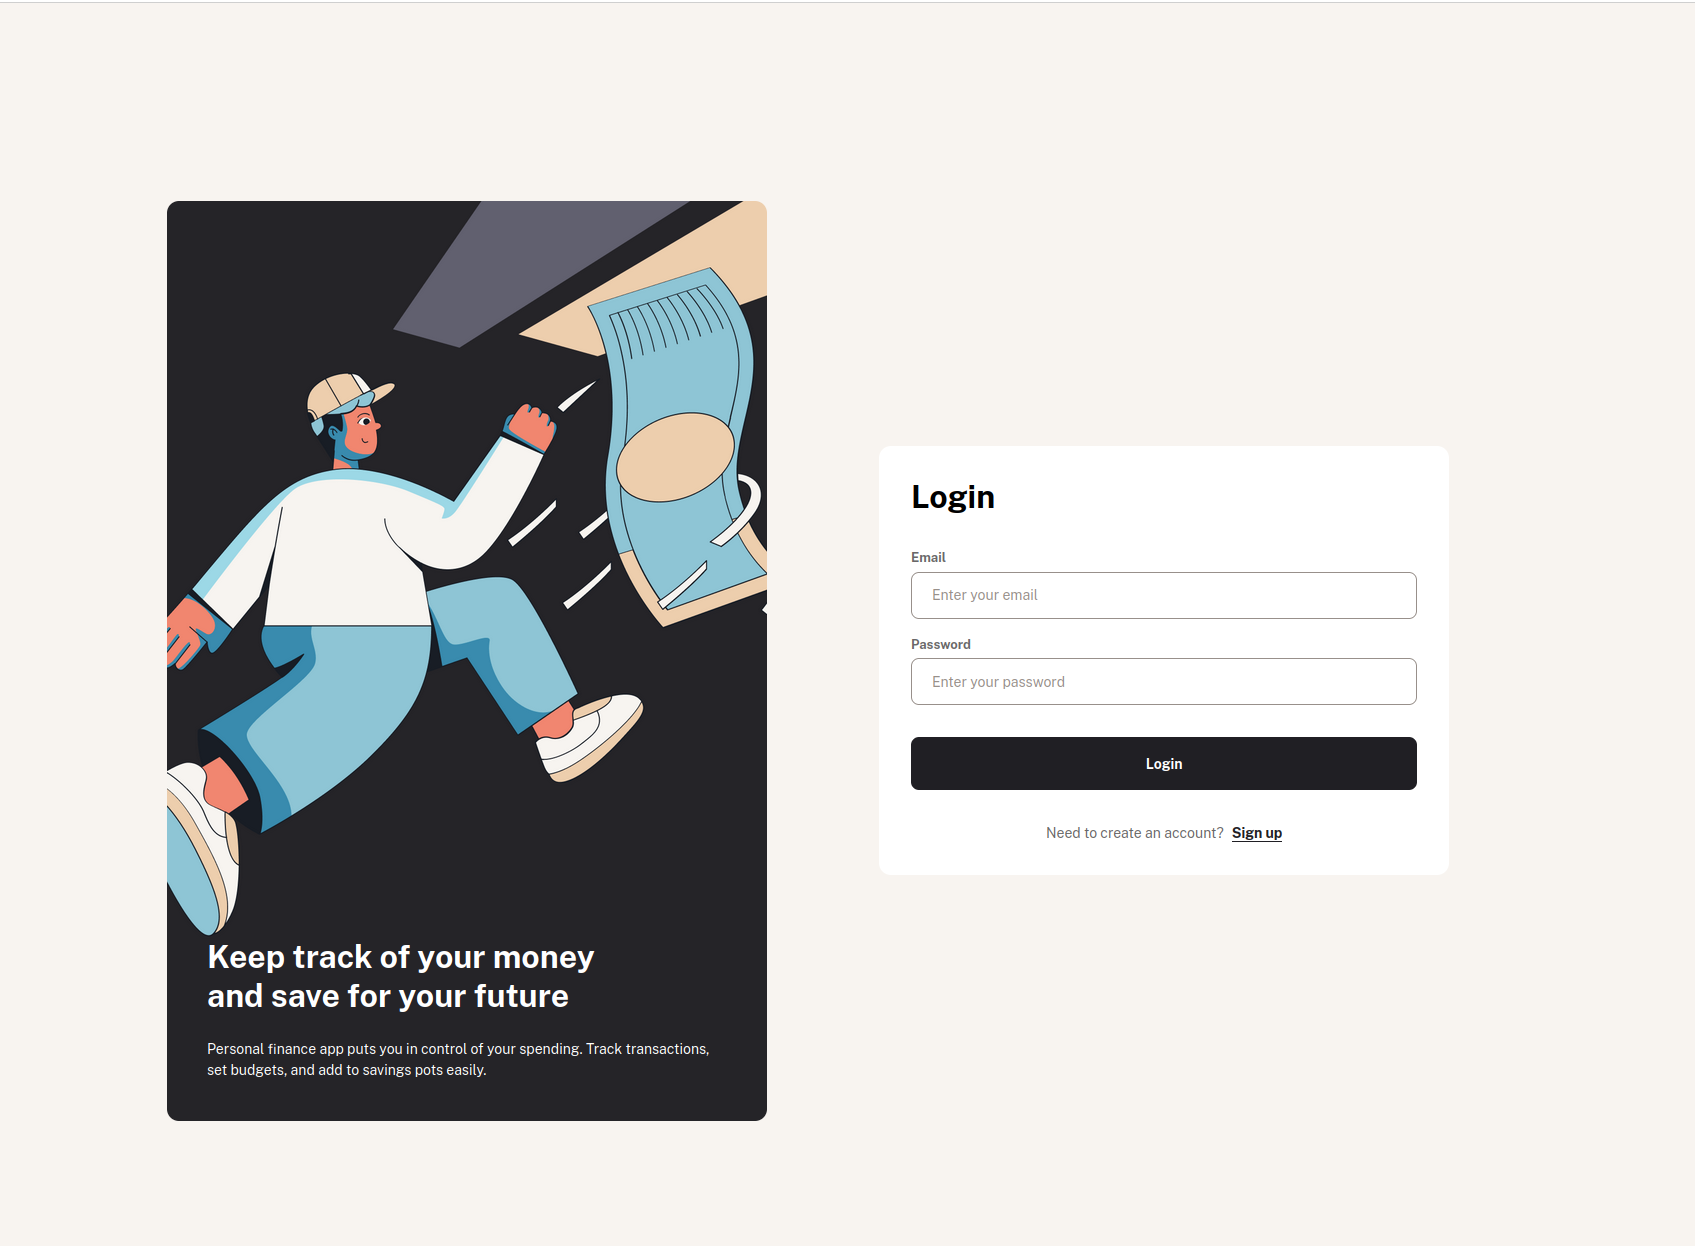 Keep track of your money
and save for your future
Personal finance app puts you in control of your spending. Track transactions,
set budgets, and add to savings pots easily.
Login
Email
Enter your email
Password
Enter your password
Login
Need to create an account? Sign up